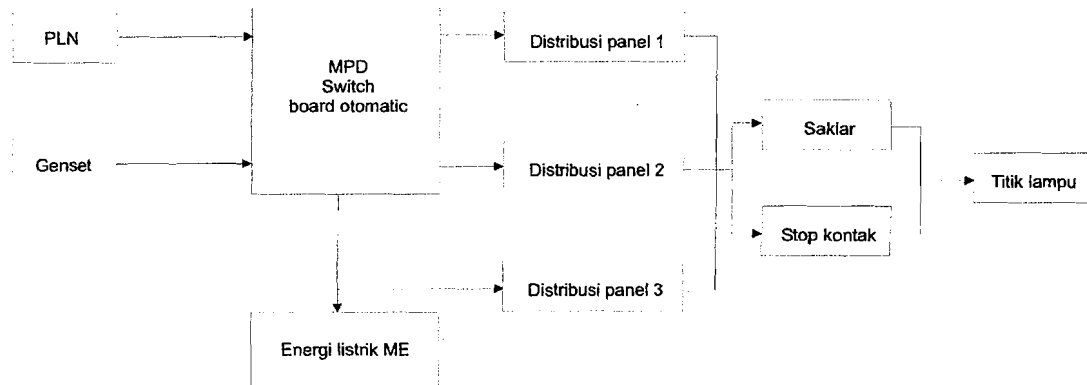 PLN
Genset
MPD
Switch
board otomatic
Energi listrik ME
Distribusi panel 1
Distribusi panel 2
Distribusi panel 3
Saklar
Stop kontak
Titik lampu